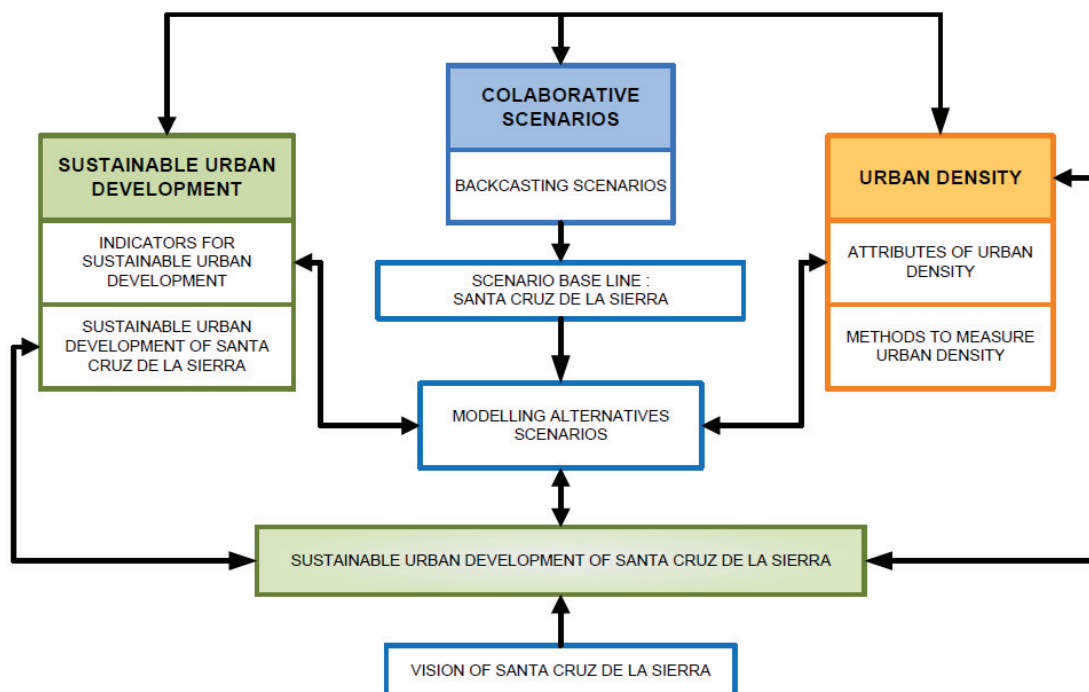 COLABORATIVE
SCENARIOS
BACKCASTING SCENARIOS
SUSTAINABLE URBAN
DEVELOPMENT
INDICATORS FOR
SUSTAINABLE URBAN
DEVELOPMENT
SUSTAINABLE URBAN
DEVELOPMENT OF SANTA
CRUZ DE LA SIERRA
URBAN DENSITY
ATTRIBUTES OF URBAN
DENSITY
METHODS TO MEASURE
URBAN DENSITY
SCENARIO BASE LINE :
SANTA CRUZ DE LA SIERRA
MODELLING ALTERNATIVES
SCENARIOS
SUSTAINABLE URBAN DEVELOPMENT OF SANTA CRUZ DE LA SIERRA
VISION OF SANTA CRUZ DE LA SIERRA